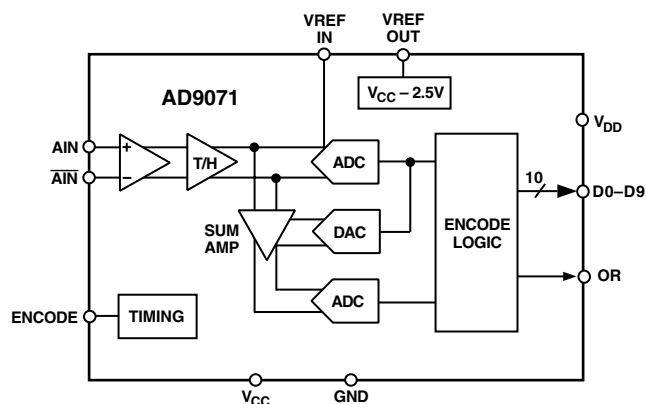 VREF
IN
VREF
OUT
VCC – 2.5V
AD9071
VDD
AIN
+
AIN
–
T/H
ADC
10
D0–D9
SUM
AMP
DAC
ENCODE
LOGIC
OR
ADC
ENCODE
TIMING
VCC
GND